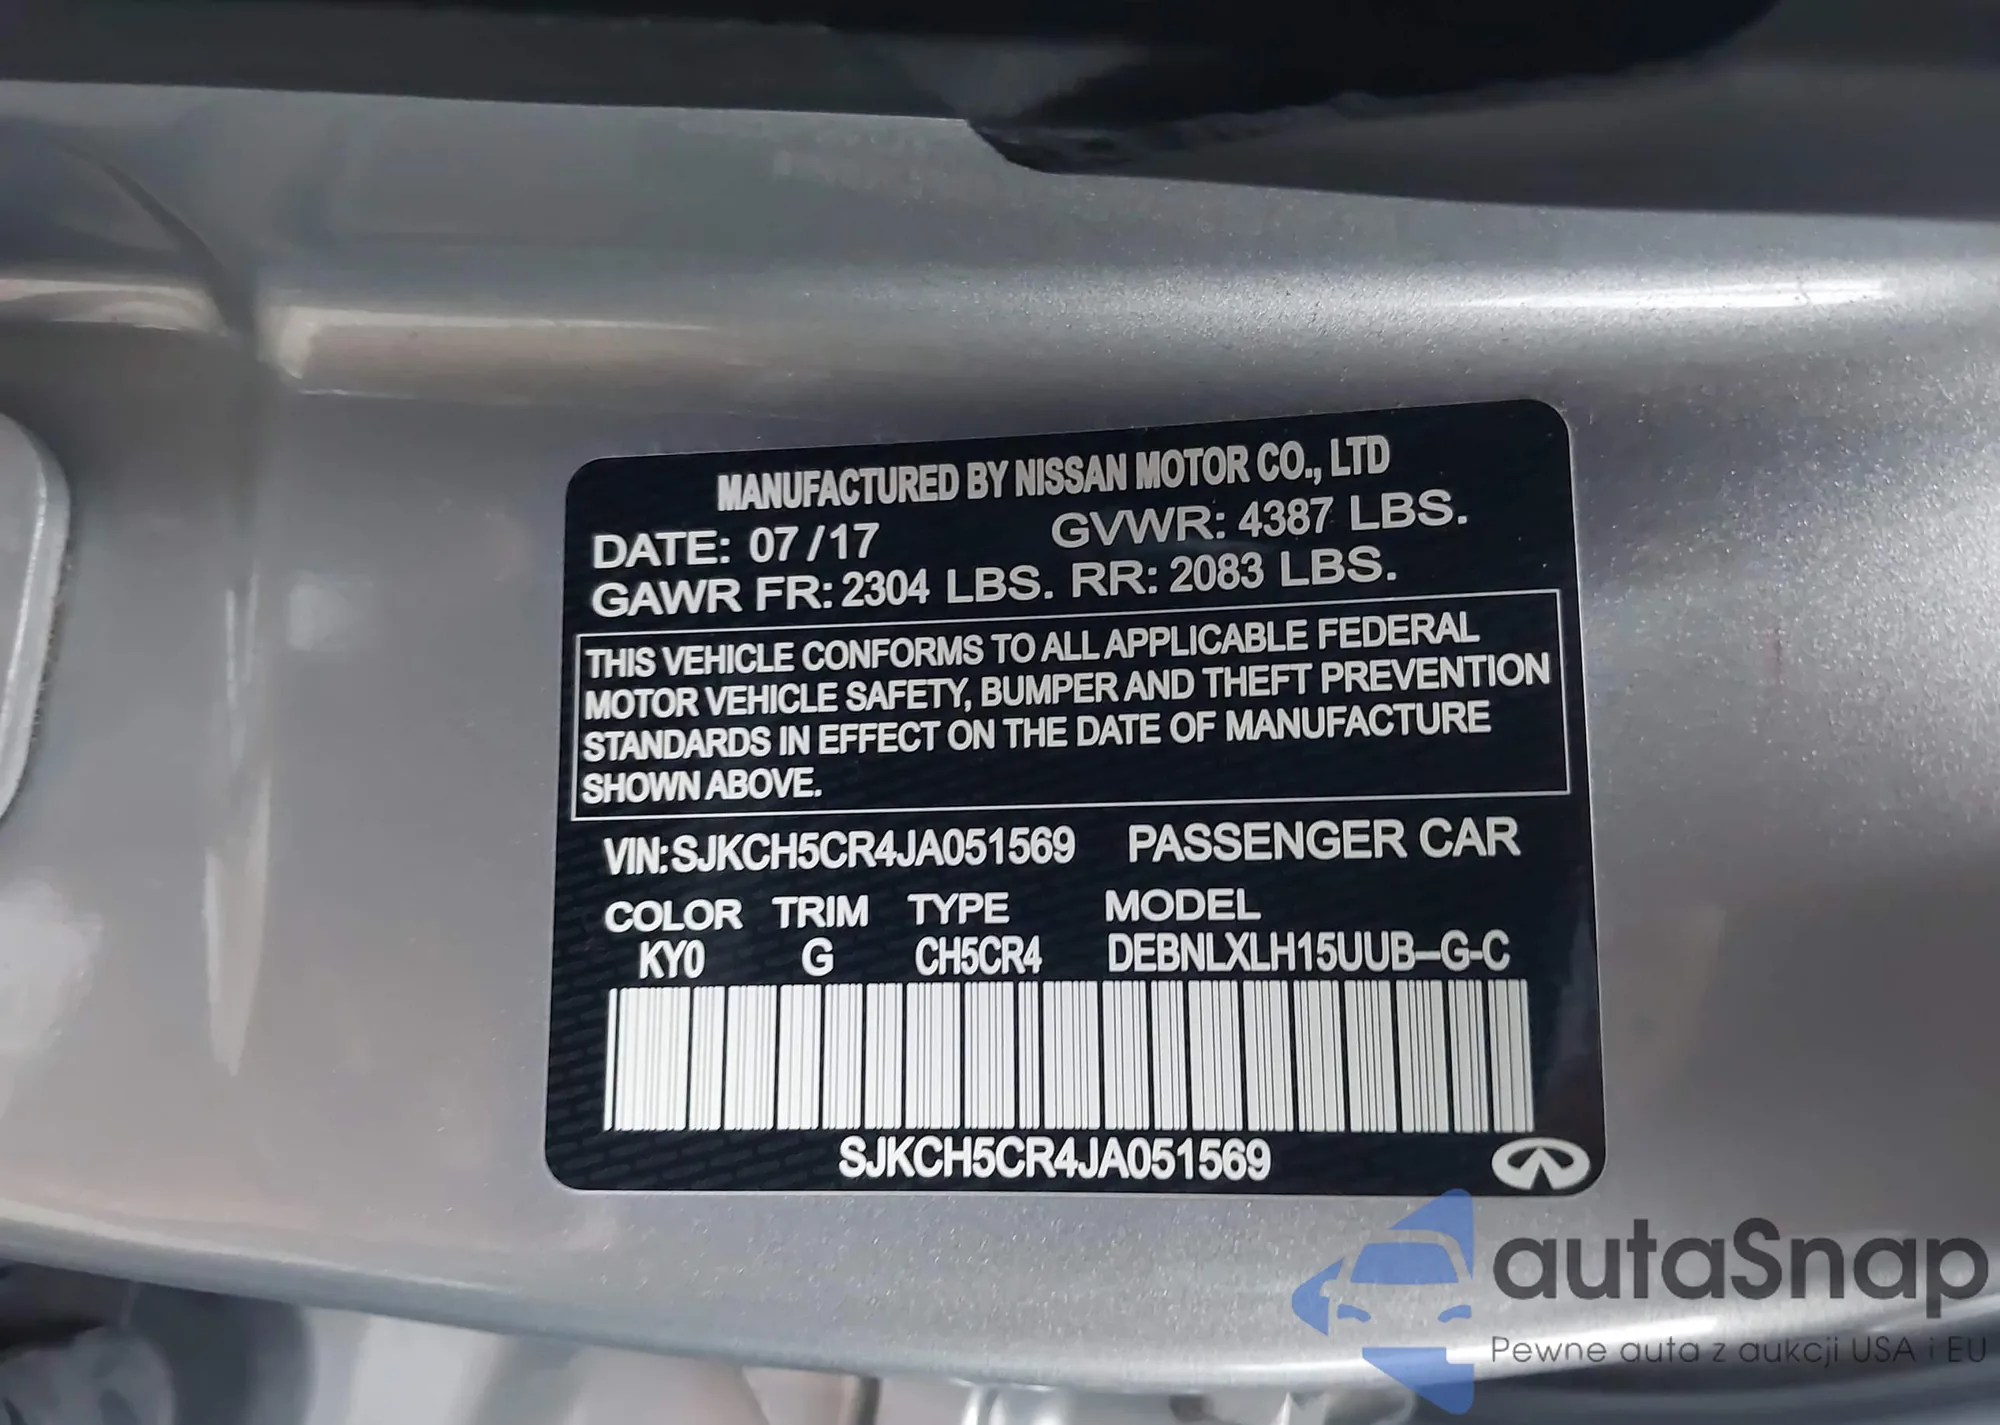 MANUFACTURED BY NISSAN MOTOR CO., LTD
DATE: 07/17 GVWR: 4387 LBS.
GAWR FR: 2304 LBS. RR: 2083 LBS.
THIS VEHICLE CONFORMS TO ALL APPLICABLE FEDERAL
MOTOR VEHICLE SAFETY, BUMPER AND THEFT PREVENTION
STANDARDS IN EFFECT ON THE DATE OF MANUFACTURE
SHOWN ABOVE.
VIN: SJKCH5CR4JA051569 PASSENGER CAR
COLOR TRIM TYPE MODEL
KY0 G CH5CR4 DEBNLXLH15UUB-G-C
SJKCH5CR4JA051569
autaSnap
Pewne auta z aukcji USA i EU